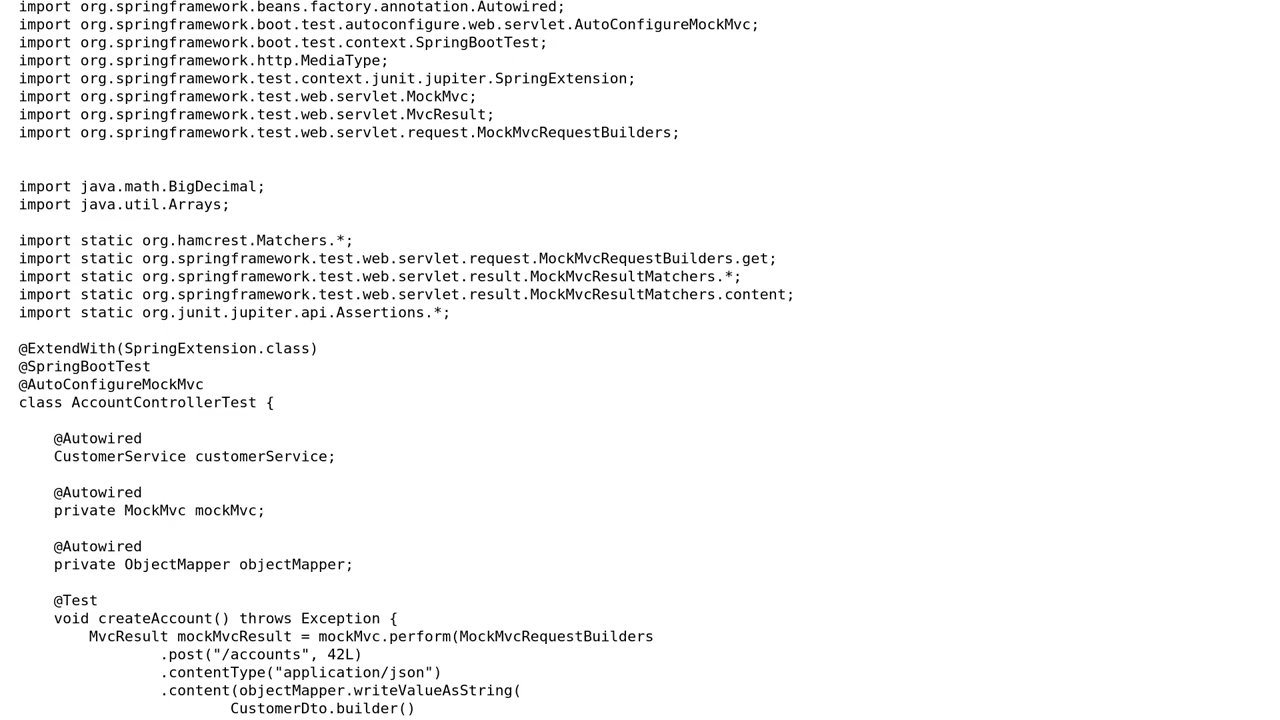 import org.springframework.beans.factory.annotation.Autowired;
import org.springframework.boot.test.autoconfigure.web.servlet.AutoConfigureMockMvc;
import org.springframework.boot.test.context.SpringBootTest;
import org.springframework.http.MediaType;
import org.springframework.test.context.junit.jupiter.SpringExtension;
import org.springframework.test.web.servlet.MockMvc;
import org.springframework.test.web.servlet.MvcResult;
import org.springframework.test.web.servlet.request.MockMvcRequestBuilders;
import java.math.BigDecimal;
import java.util.Arrays;
import static org.hamcrest.Matchers.*;
import static org.springframework.test.web.servlet.request.MockMvcRequestBuilders.get;
import static org.springframework.test.web.servlet.result.MockMvcResultMatchers.*;
import static org.springframework.test.web.servlet.result.MockMvcResultMatchers.content;
import static org.junit.jupiter.api.Assertions.*;
@ExtendWith(SpringExtension.class)
@SpringBootTest
@AutoConfigureMockMvc
class AccountControllerTest {
    @Autowired
    CustomerService customerService;
    @Autowired
    private MockMvc mockMvc;
    @Autowired
    private ObjectMapper objectMapper;
    @Test
    void createAccount() throws Exception {
        MvcResult mockMvcResult = mockMvc.perform(MockMvcRequestBuilders
                .post("/accounts", 42L)
                .contentType("application/json")
                .content(objectMapper.writeValueAsString(
                        CustomerDto.builder()